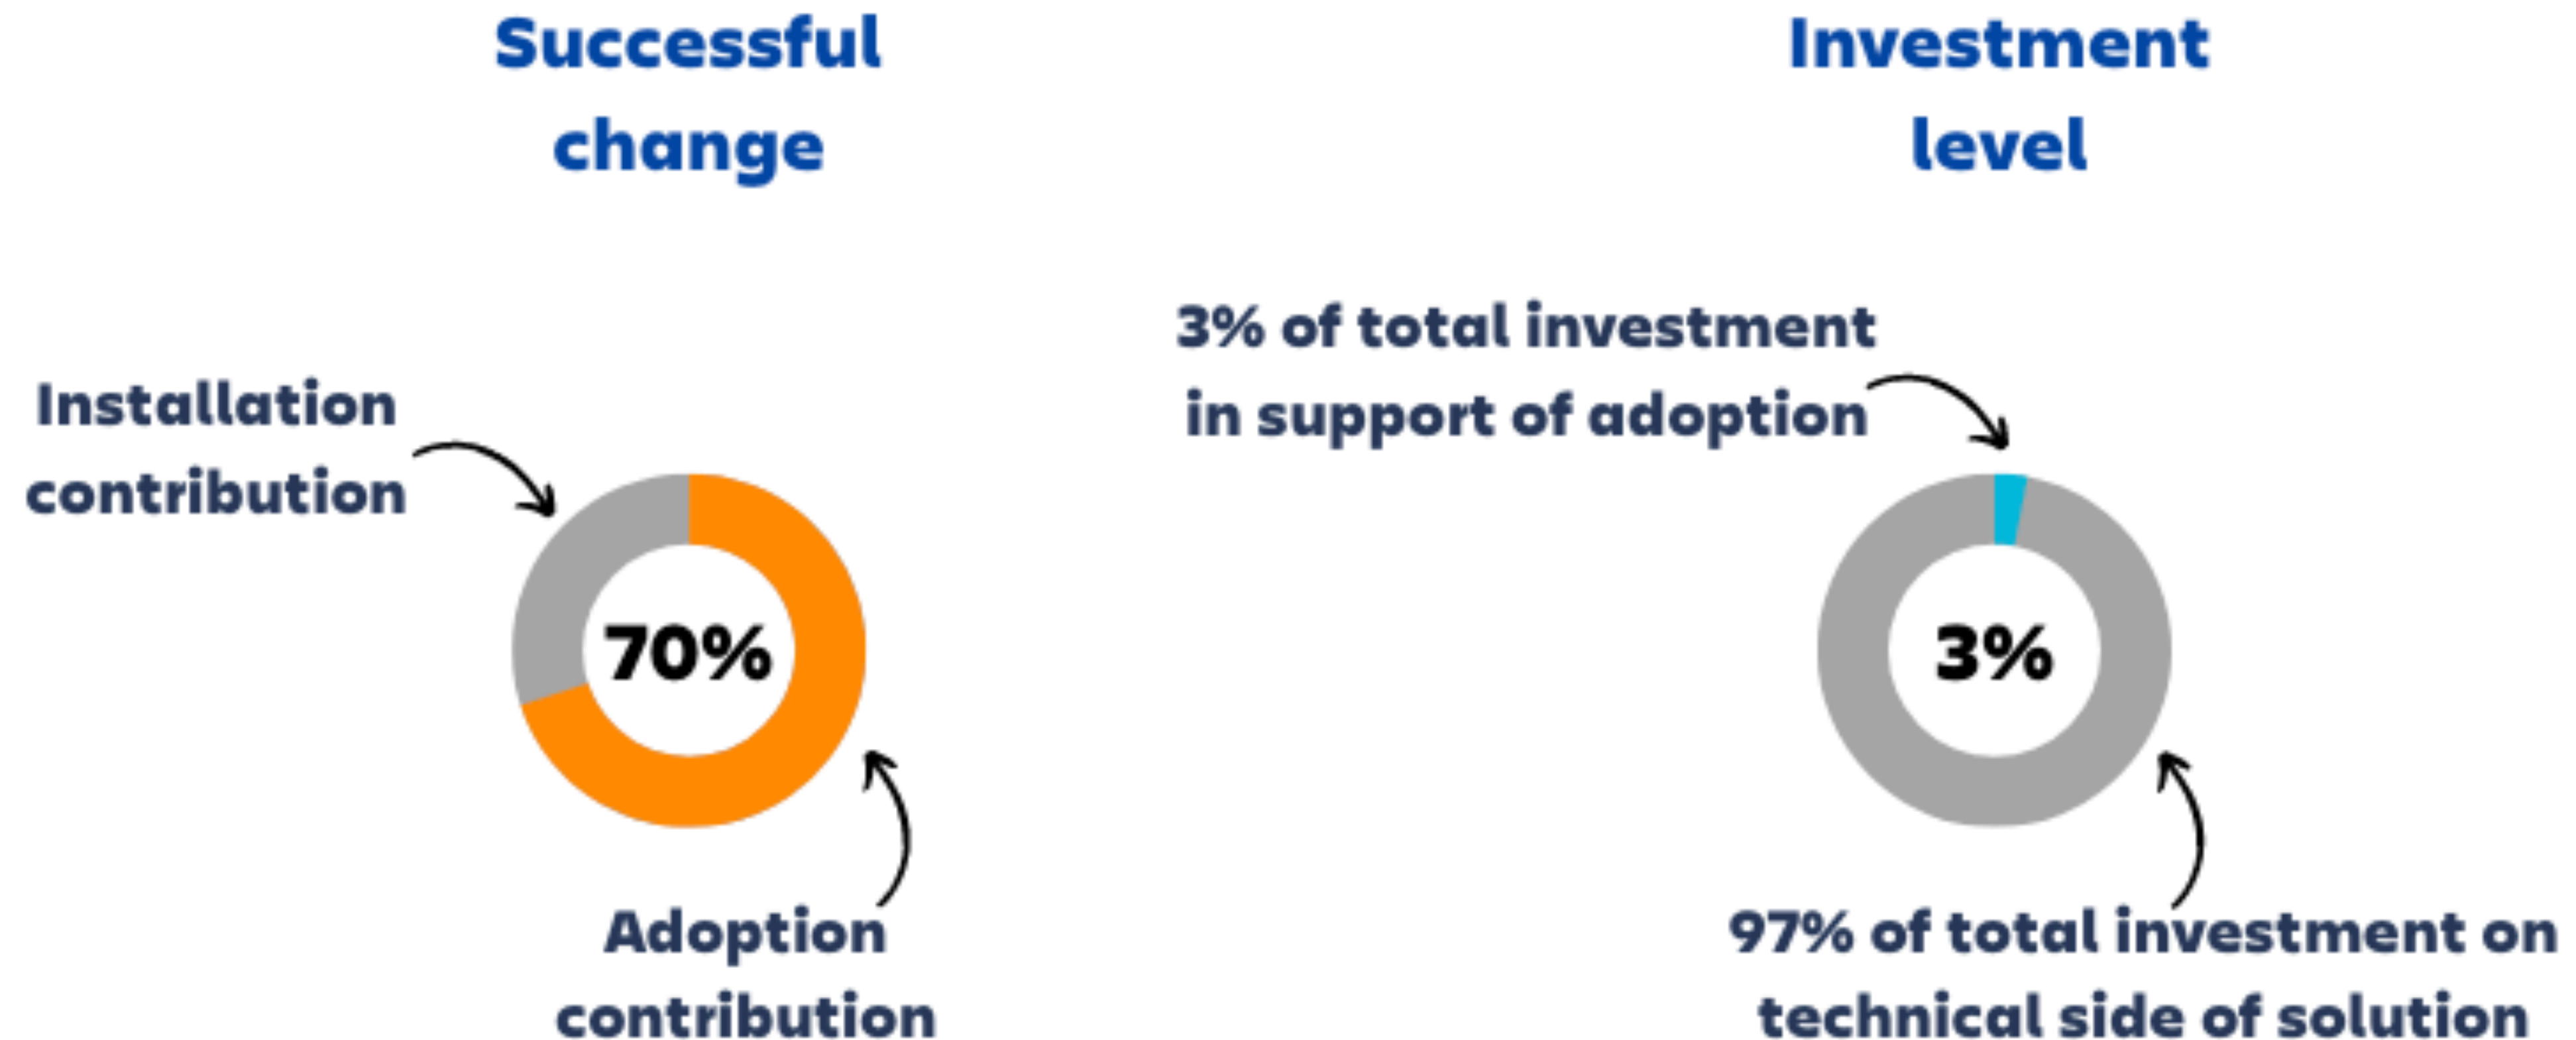 Successful
change
Installation
contribution
70%
Adoption
contribution
Investment
level
3% of total investment
in support of adoption
3%
97% of total investment on
technical side of solution